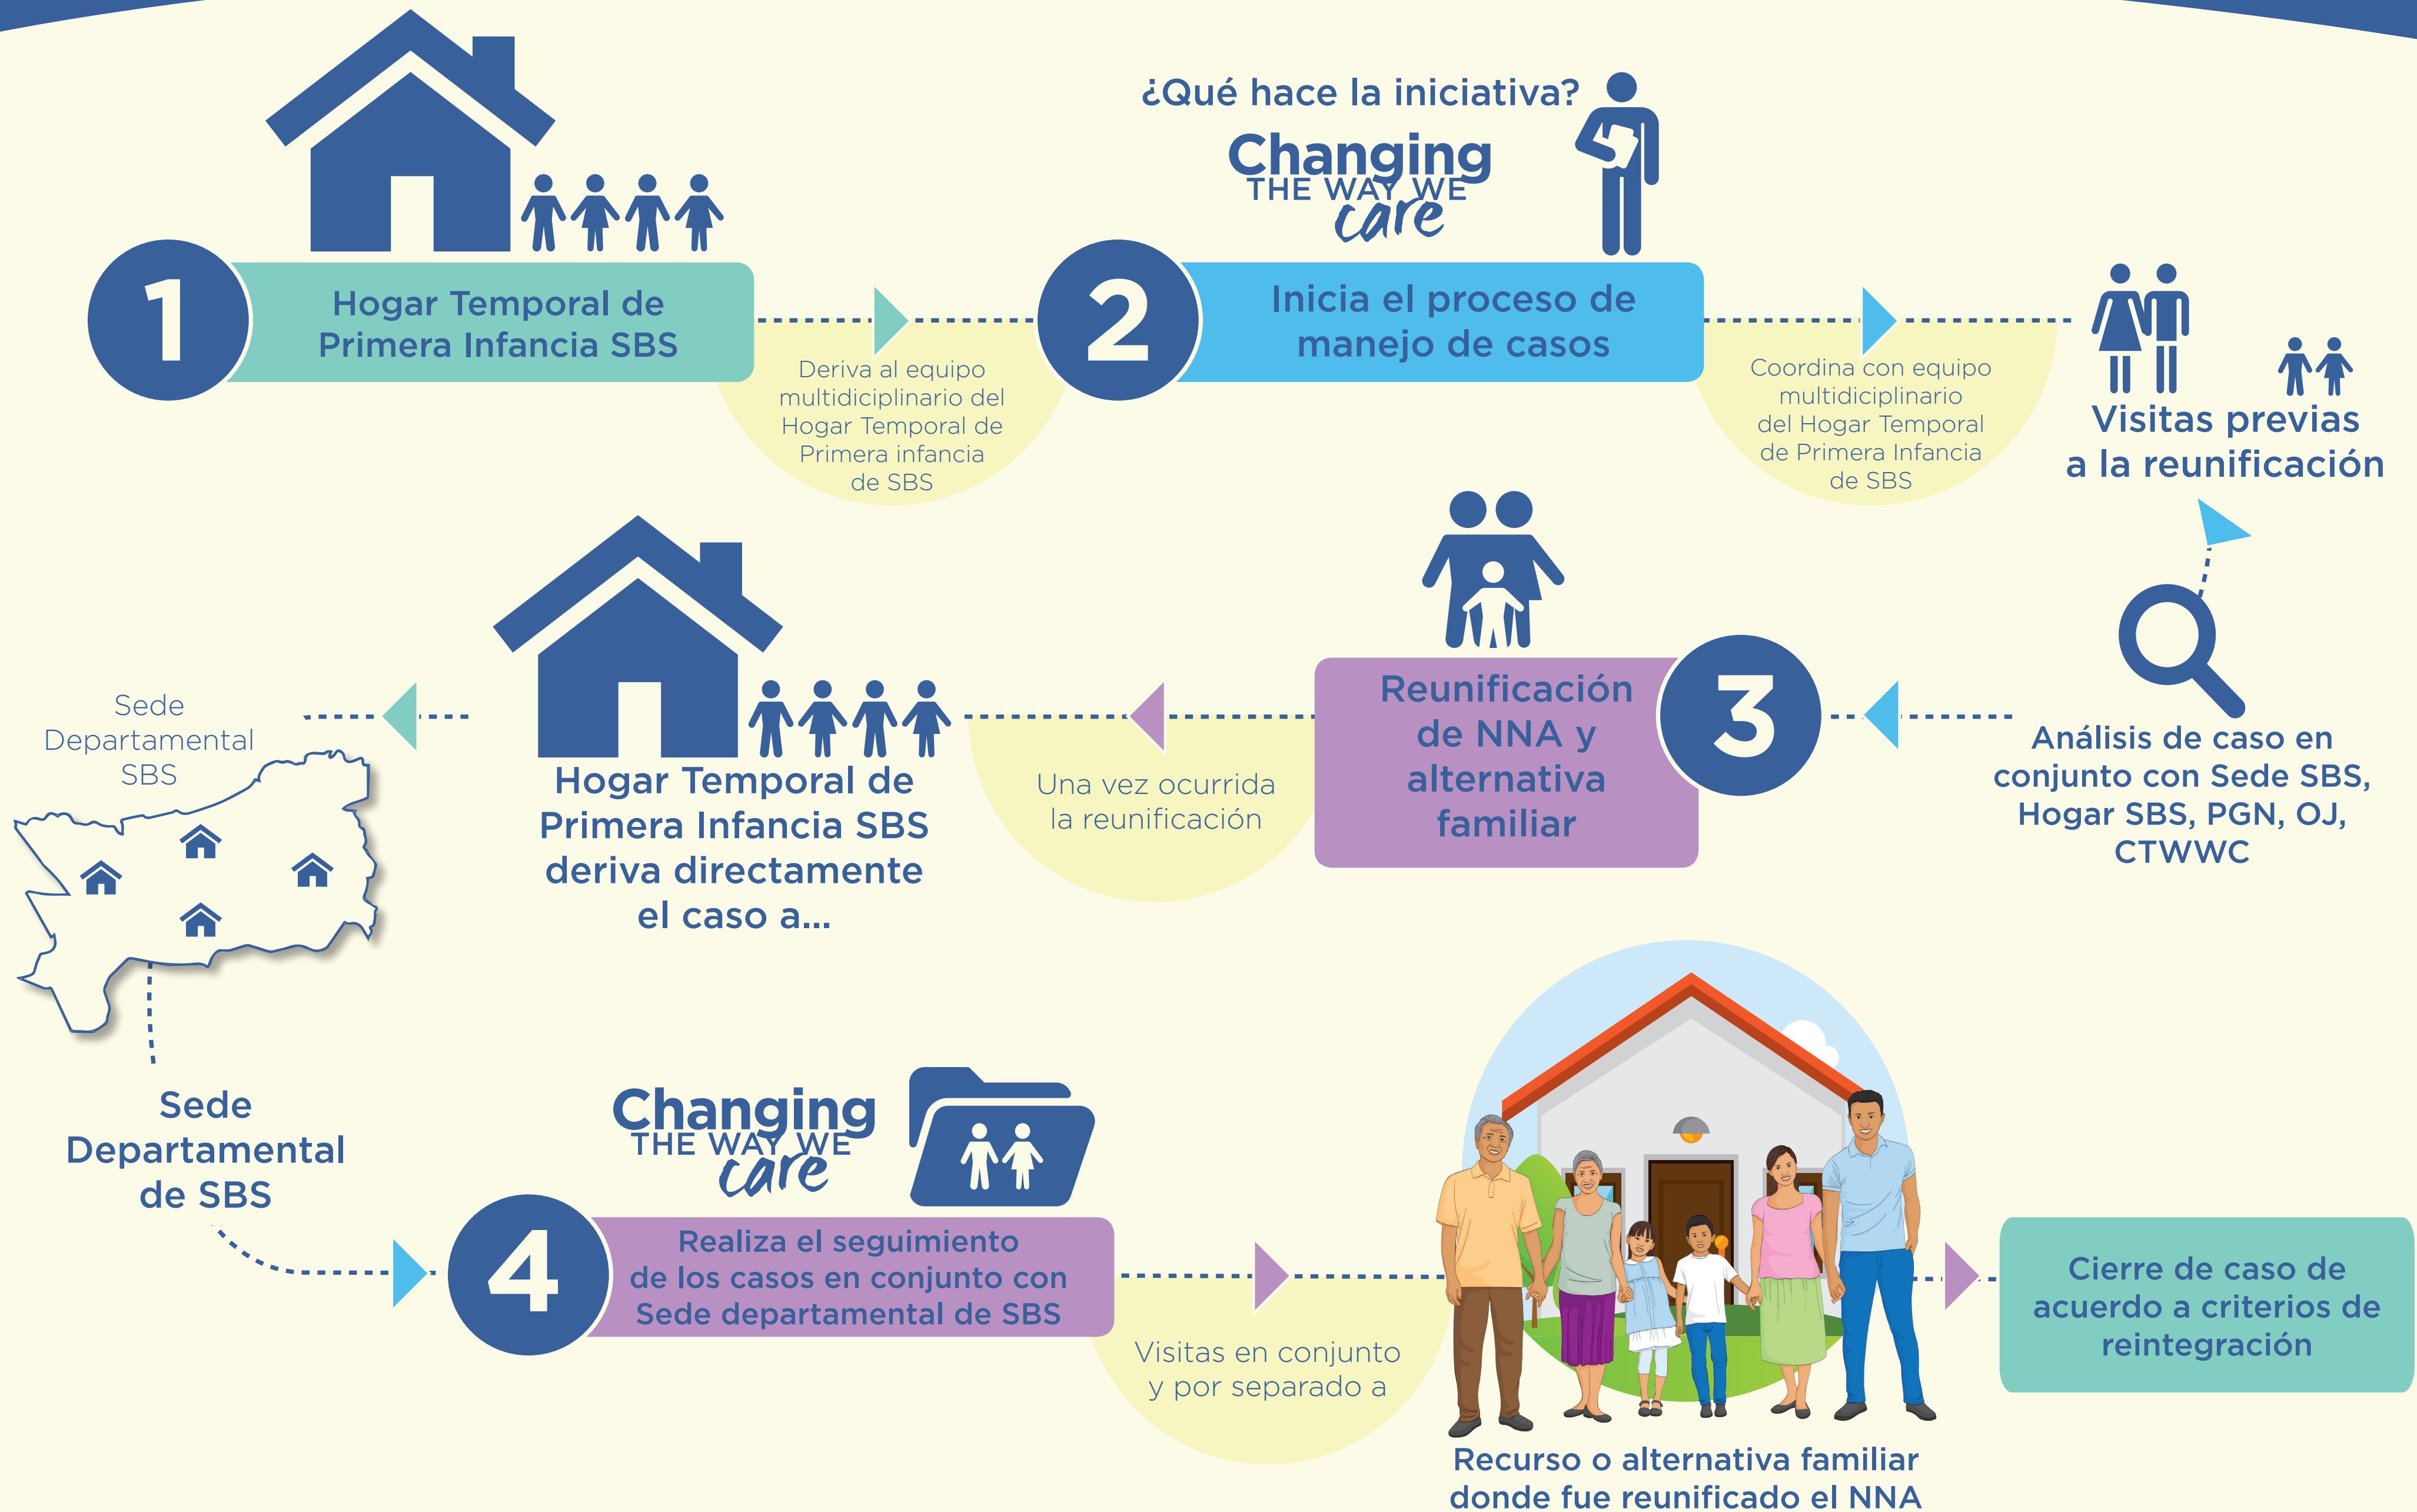 1
Hogar Temporal de
Primera Infancia SBS
Deriva al equipo
multidiciplinario del
Hogar Temporal de
Primera infancia
de SBS
¿Qué hace la iniciativa?
Changing
THE WAY WE
care
2
Inicia el proceso de
manejo de casos
Coordina con equipo
multidiciplinario
del Hogar Temporal
de Primera Infancia
de SBS
Visitas previas
a la reunificación
Análisis de caso en
conjunto con Sede SBS,
Hogar SBS, PGN, OJ,
CTWWC
3
Reunificación
de NNA y
alternativa
familiar
Una vez ocurrida
la reunificación
Hogar Temporal de
Primera Infancia SBS
deriva directamente
el caso a...
Sede
Departamental
SBS
Sede
Departamental
de SBS
Changing
THE WAY WE
care
4
Realiza el seguimiento
de los casos en conjunto con
Sede departamental de SBS
Visitas en conjunto
y por separado a
Recurso o alternativa familiar
donde fue reunificado el NNA
Cierre de caso de
acuerdo a criterios de
reintegración